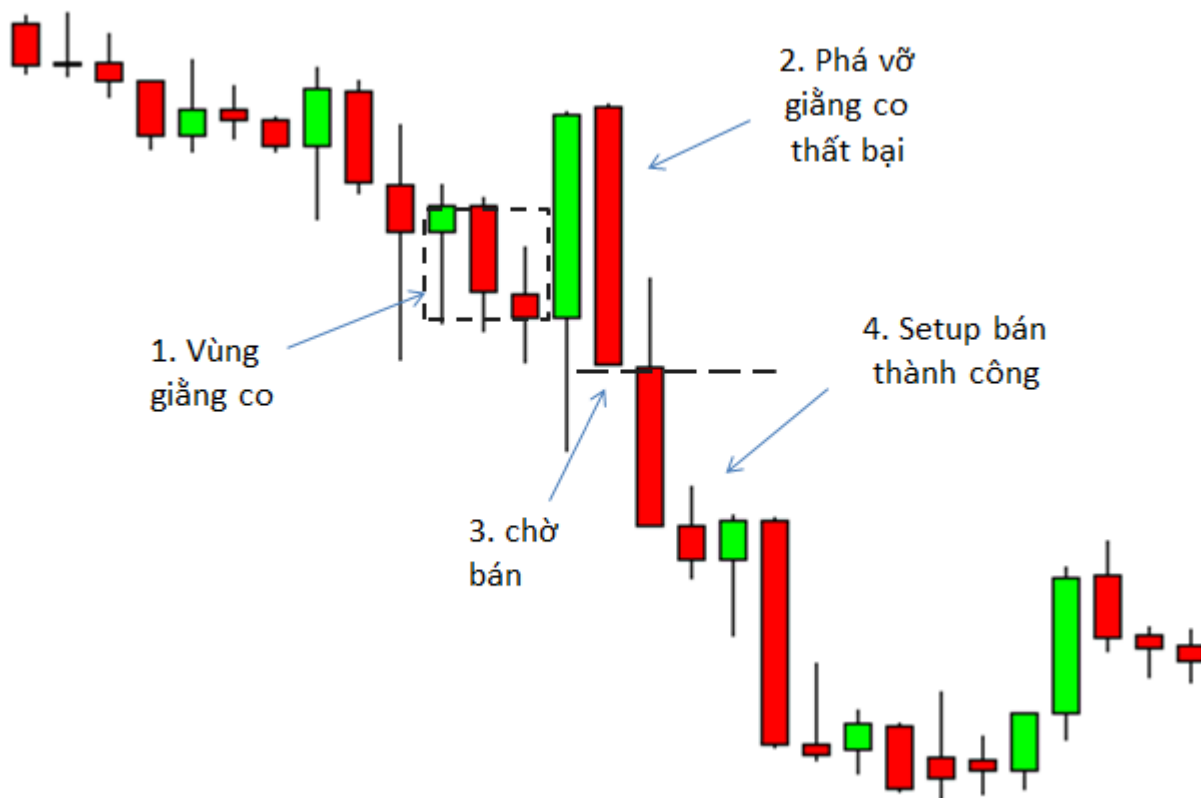 1. Vùng
giằng co
2. Phá vỡ
giằng co
thất bại
3. chờ
bán
4. Setup bán
thành công